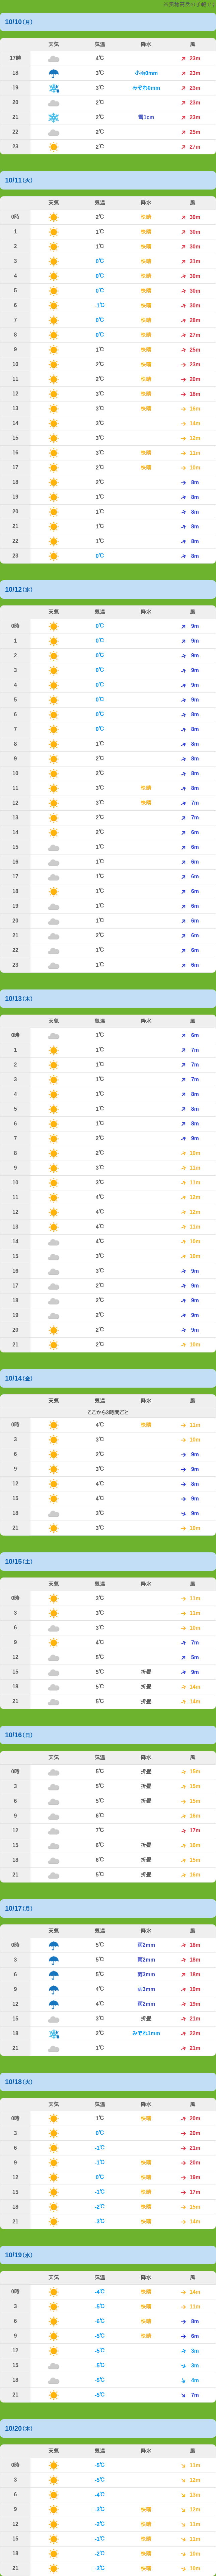 10/10(月)
天気 気温 降水 風
17時 4℃ 23m
18 3℃ 小雨0mm 23m
19 3℃ みぞれ0mm 23m
20 2℃ 23m
21 2℃ 雪1cm 23m
22 2℃ 25m
23 2℃ 27m
10/11(火)
天気 気温 降水 風
0時 2℃ 快晴 30m
1 1℃ 快晴 30m
2 1℃ 快晴 30m
3 0℃ 快晴 31m
4 0℃ 快晴 30m
5 0℃ 快晴 30m
6 -1℃ 快晴 30m
7 0℃ 快晴 28m
8 0℃ 快晴 27m
9 1℃ 快晴 25m
10 2℃ 快晴 23m
11 2℃ 快晴 20m
12 3℃ 快晴 18m
13 3℃ 快晴 16m
14 3℃ 14m
15 3℃ 12m
16 3℃ 快晴 11m
17 2℃ 快晴 10m
18 2℃ 8m
19 1℃ 8m
20 1℃ 8m
21 1℃ 8m
22 1℃ 8m
23 0℃ 8m
10/12(水)
天気 気温 降水 風
0時 0℃ 9m
1 0℃ 9m
2 0℃ 9m
3 0℃ 9m
4 0℃ 9m
5 0℃ 9m
6 0℃ 8m
7 0℃ 8m
8 1℃ 8m
9 2℃ 8m
10 2℃ 8m
11 3℃ 快晴 8m
12 3℃ 快晴 7m
13 2℃ 7m
14 2℃ 6m
15 1℃ 6m
16 1℃ 6m
17 1℃ 6m
18 1℃ 6m
19 1℃ 6m
20 1℃ 6m
21 2℃ 6m
22 1℃ 6m
23 1℃ 6m
10/13(木)
天気 気温 降水 風
0時 1℃ 6m
1 1℃ 7m
2 1℃ 7m
3 1℃ 7m
4 1℃ 8m
5 1℃ 8m
6 1℃ 8m
7 2℃ 9m
8 2℃ 10m
9 3℃ 11m
10 3℃ 11m
11 4℃ 12m
12 4℃ 12m
13 4℃ 11m
14 4℃ 10m
15 3℃ 10m
16 3℃ 9m
17 2℃ 9m
18 2℃ 9m
19 2℃ 9m
20 2℃ 9m
21 2℃ 10m
10/14(金)
天気 気温 降水 風
ここから3時間ごと
0時 4℃ 快晴 11m
3 3℃ 10m
6 2℃ 9m
9 3℃ 9m
12 4℃ 8m
15 4℃ 9m
18 3℃ 9m
21 3℃ 10m
10/15(土)
天気 気温 降水 風
0時 3℃ 11m
3 3℃ 11m
6 3℃ 10m
9 4℃ 7m
12 5℃ 5m
15 5℃ 折畳 9m
18 5℃ 折畳 14m
21 5℃ 折畳 14m
10/16(日)
天気 気温 降水 風
0時 5℃ 折畳 15m
3 5℃ 折畳 15m
6 5℃ 折畳 15m
9 6℃ 16m
12 7℃ 17m
15 6℃ 折畳 16m
18 6℃ 折畳 15m
21 5℃ 折畳 16m
10/17(月)
天気 気温 降水 風
0時 5℃ 雨2mm 18m
3 5℃ 雨2mm 18m
6 5℃ 雨3mm 18m
9 4℃ 雨3mm 19m
12 4℃ 雨2mm 19m
15 3℃ 折畳 21m
18 2℃ みぞれ1mm 22m
21 1℃ 21m
10/18(火)
天気 気温 降水 風
0時 1℃ 快晴 20m
3 0℃ 20m
6 -1℃ 21m
9 -1℃ 快晴 20m
12 0℃ 快晴 19m
15 -1℃ 快晴 17m
18 -2℃ 快晴 15m
21 -3℃ 快晴 14m
10/19(水)
天気 気温 降水 風
0時 -4℃ 快晴 14m
3 -5℃ 快晴 11m
6 -6℃ 快晴 8m
9 -5℃ 快晴 6m
12 -5℃ 3m
15 -5℃ 3m
18 -5℃ 4m
21 -5℃ 7m
10/20(木)
天気 気温 降水 風
0時 -5℃ 11m
3 -5℃ 12m
6 -4℃ 13m
9 -3℃ 快晴 12m
12 -2℃ 快晴 11m
15 -1℃ 快晴 11m
18 -2℃ 快晴 10m
21 -3℃ 快晴 10m